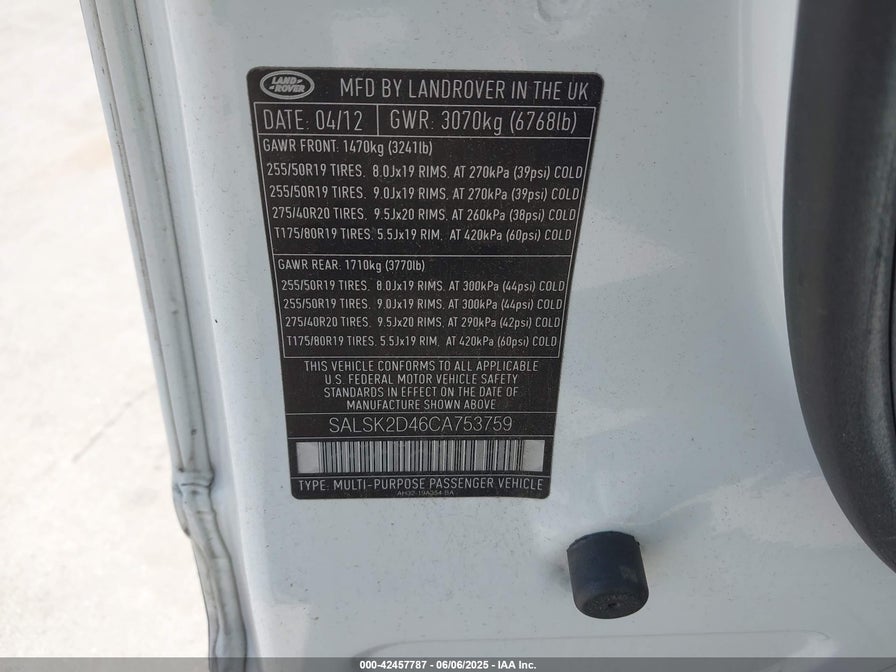 LAND-
-ROVER
MFD BY LANDROVER IN THE UK
DATE: 04/12 GWR: 3070kg (6768lb)
GAWR FRONT: 1470kg (3241lb)
255/50R19 TIRES. 8.0Jx19 RIMS. AT 270kPa (39psi) COLD
255/50R19 TIRES. 9.0Jx19 RIMS. AT 270kPa (39psi) COLD
275/40R20 TIRES. 9.5Jx20 RIMS. AT 260kPa (38psi) COLD
T175/80R19 TIRES. 5.5Jx19 RIM. AT 420kPa (60psi) COLD
GAWR REAR: 1710kg (3770lb)
255/50R19 TIRES. 8.0Jx19 RIMS. AT 300kPa (44psi) COLD
255/50R19 TIRES. 9.0Jx19 RIMS. AT 300kPa (44psi) COLD
275/40R20 TIRES. 9.5Jx20 RIMS. AT 290kPa (42psi) COLD
T175/80R19 TIRES. 5.5Jx19 RIM. AT 420kPa (60psi) COLD
THIS VEHICLE CONFORMS TO ALL APPLICABLE
U.S. FEDERAL MOTOR VEHICLE SAFETY
STANDARDS IN EFFECT ON THE DATE OF
MANUFACTURE SHOWN ABOVE
SALSK2D46CA753759
TYPE: MULTI-PURPOSE PASSENGER VEHICLE
AH32-19A354-BA
000-42457787 - 06/06/2025 - IAA Inc.